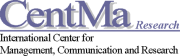 CentMa Research
International Center for
Management, Communication and Research